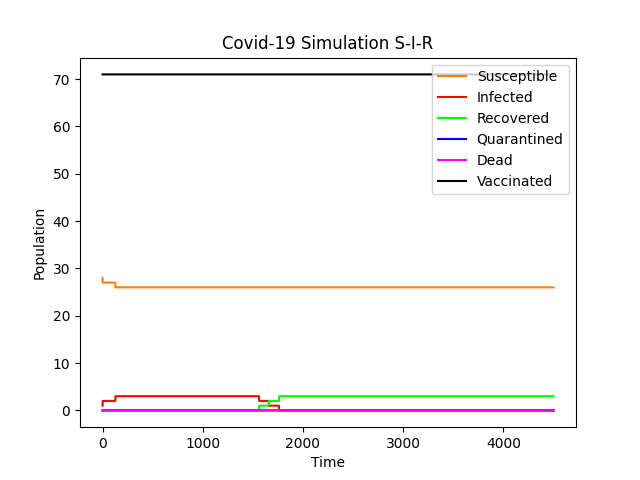 Covid-19 Simulation S-I-R
Susceptible
Infected
Recovered
Quarantined
Dead
Vaccinated
Population
70
60
50
40
30
20
10
0
0 1000 2000 3000 4000
Time